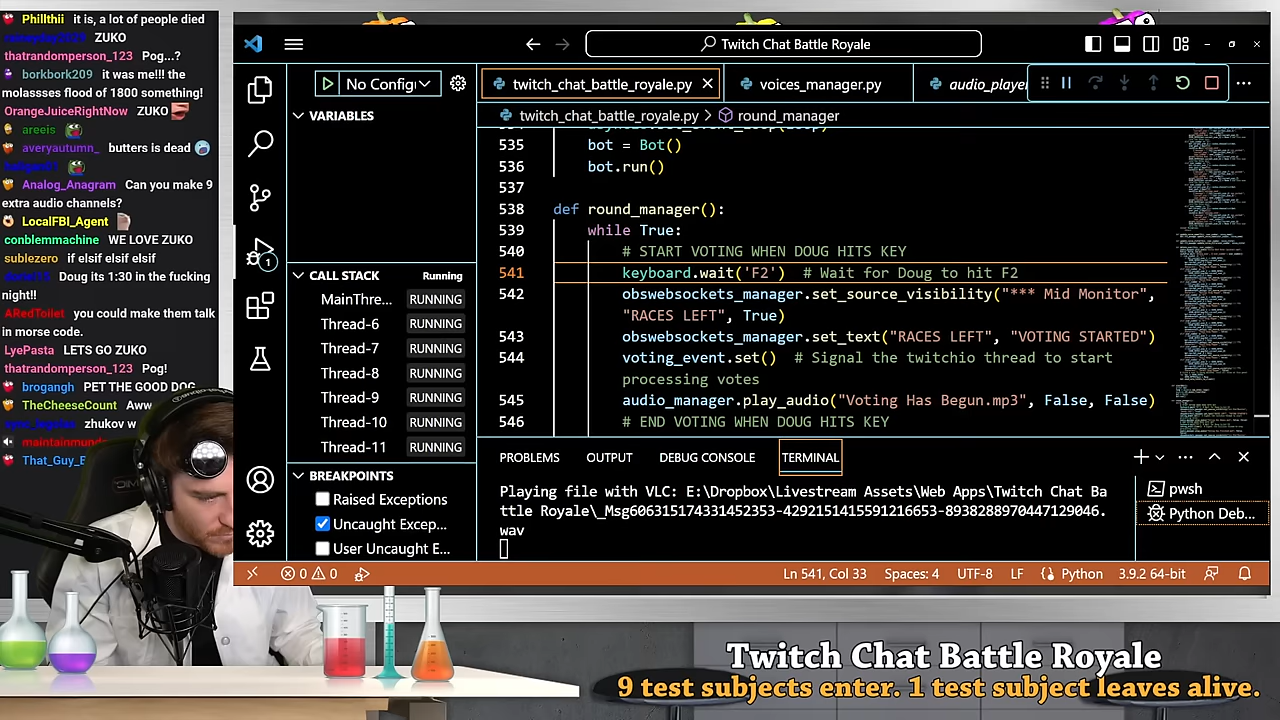 Phillthii it is, a lot of people died
ZUKO
thatrandomperson_123 Pog...?
borkbork209 it was me!!! the
molassses flood of 1800 something!
OrangeJuiceRightNow ZUKO
areeis
averyautumn_ butters is dead
Analog_Anagram Can you make 9
extra audio channels?
LocalFBI_Agent
conblemmachine WE LOVE ZUKO
sublezero if elsif elsif elsif
Doug its 1:30 in the fucking
night!!
ARedToilet you could make them talk
in morse code.
LyePasta LETS GO ZUKO
thatrandomperson_123 Pog!
brogangh PET THE GOOD DOG
TheCheeseCount Aww
zhukov w
maintainmund
That_Guy_B
Twitch Chat Battle Royale
No Config
twitch_chat_battle_royale.py
voices_manager.py
audio_player
VARIABLES
twitch_chat_battle_royale.py > round_manager
535 bot = Bot()
536 bot.run()
537
538 def round_manager():
539 while True:
540 # START VOTING WHEN DOUG HITS KEY
541 keyboard.wait('F2') # Wait for Doug to hit F2
542 obswebsockets_manager.set_source_visibility("*** Mid Monitor",
"RACES LEFT", True)
543 obswebsockets_manager.set_text("RACES LEFT", "VOTING STARTED")
544 voting_event.set() # Signal the twitchio thread to start
processing votes
545 audio_manager.play_audio("Voting Has Begun.mp3", False, False)
546 # END VOTING WHEN DOUG HITS KEY
1
CALL STACK Running
MainThre... RUNNING
Thread-6 RUNNING
Thread-7 RUNNING
Thread-8 RUNNING
Thread-9 RUNNING
Thread-10 RUNNING
Thread-11 RUNNING
BREAKPOINTS
Raised Exceptions
Uncaught Excep...
User Uncaught E...
PROBLEMS OUTPUT DEBUG CONSOLE TERMINAL
Playing file with VLC: E:\Dropbox\Livestream Assets\Web Apps\Twitch Chat Ba
ttle Royale\_Msg606315174331452353-4292151415591216653-8938288970447129046.
wav
pwsh
Python Deb...
0 0
Ln 541, Col 33 Spaces: 4 UTF-8 LF Python 3.9.2 64-bit
Twitch Chat Battle Royale
9 test subjects enter. 1 test subject leaves alive.